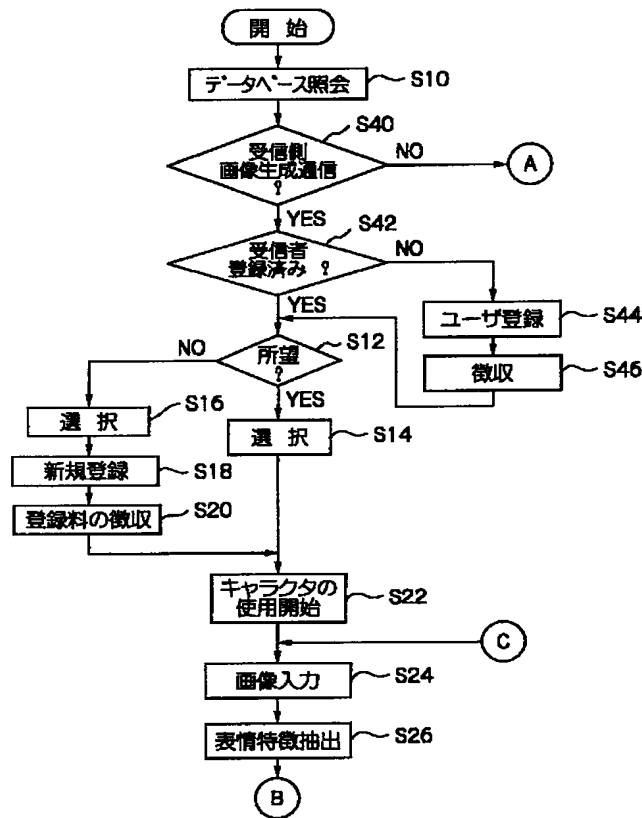 開 始
データベース照会
S10
S40
受信側
画像生成通信
?
NO
A
YES
S42
受信者
登録済み ?
NO
YES
ユーザ登録
S44
S12
所望
?
NO
徴収
S46
YES
S16
選 択
選 択
S14
新規登録
S18
登録料の徴収
S20
キャラクタの
使用開始
S22
C
画像入力
S24
表情特徴抽出
S26
B